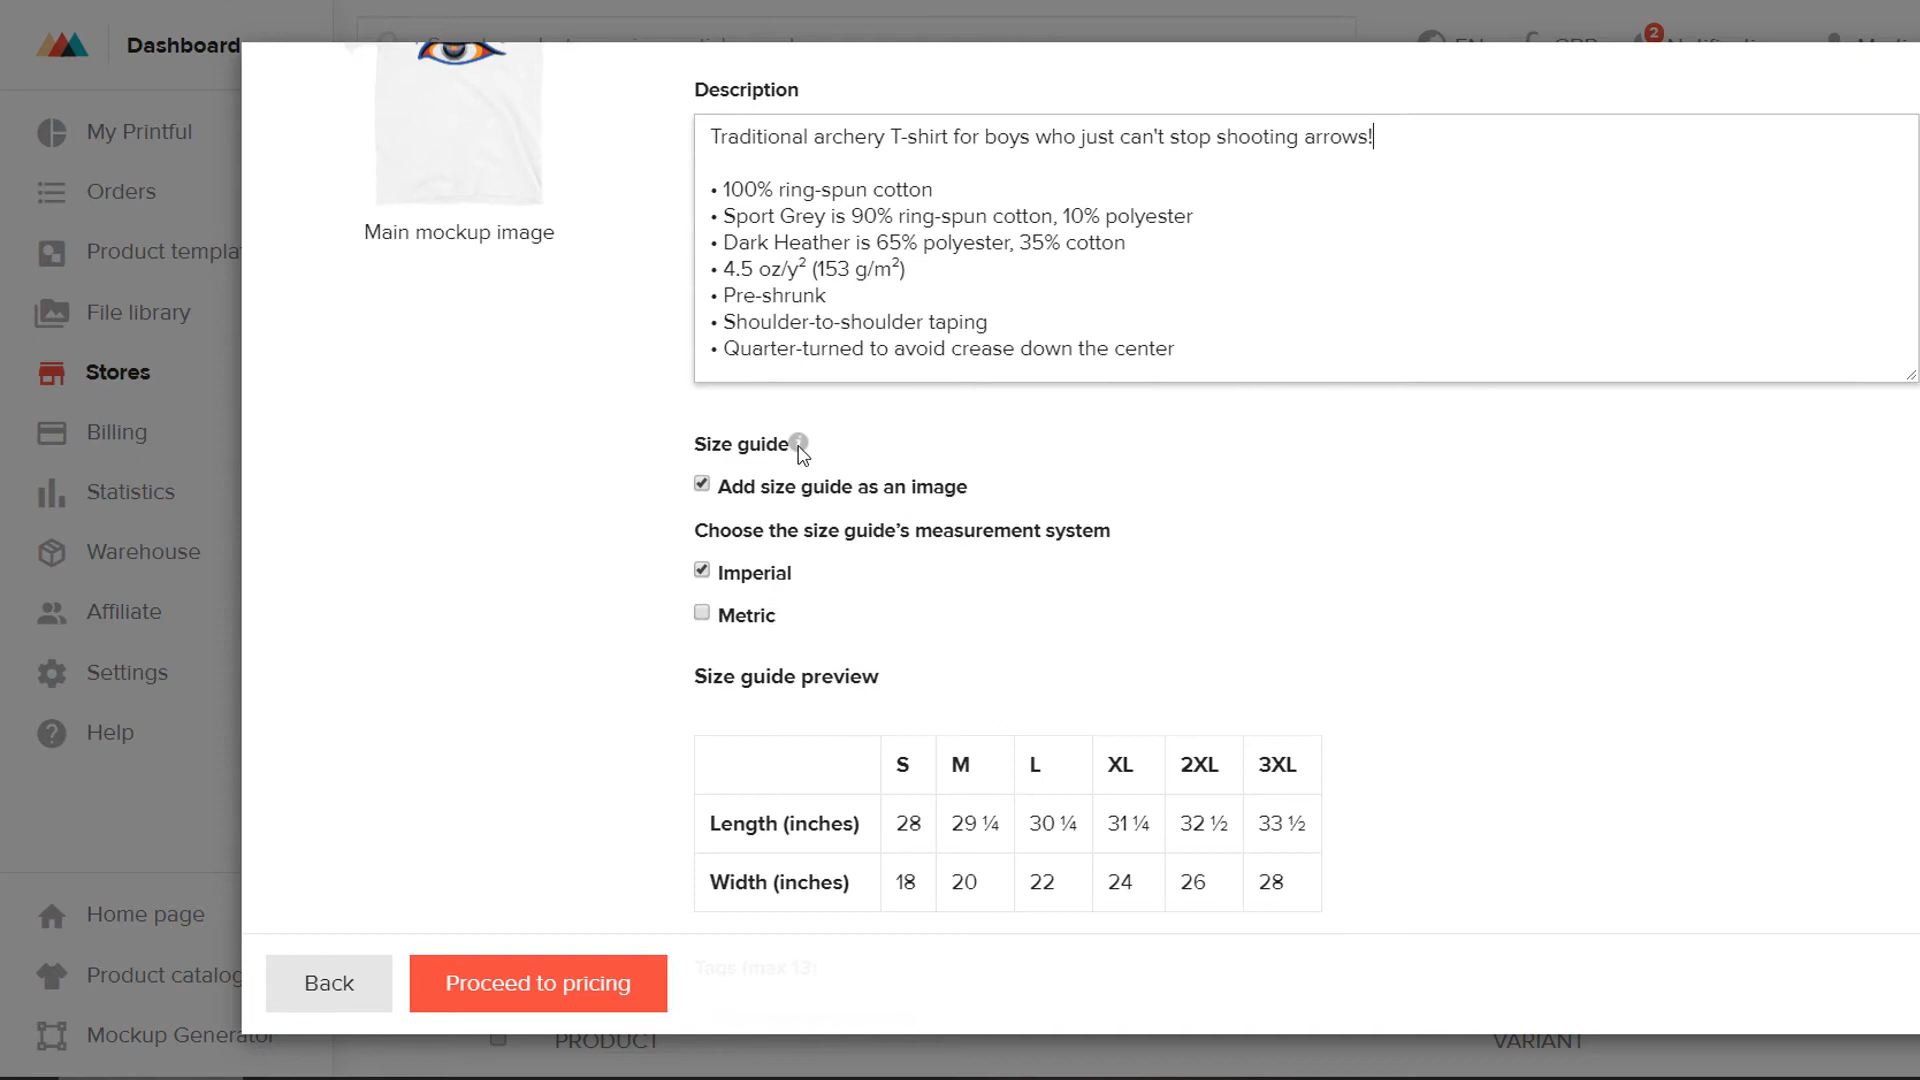 Dashboard
2
My Printful
Orders
Product templa
File library
Stores
Billing
Statistics
Warehouse
Affiliate
Settings
Help
Home page
Product catalog
Mockup Generator
Main mockup image
Description
Traditional archery T-shirt for boys who just can't stop shooting arrows!
• 100% ring-spun cotton
• Sport Grey is 90% ring-spun cotton, 10% polyester
• Dark Heather is 65% polyester, 35% cotton
• 4.5 oz/y² (153 g/m²)
• Pre-shrunk
• Shoulder-to-shoulder taping
• Quarter-turned to avoid crease down the center
Size guide
Add size guide as an image
Choose the size guide’s measurement system
Imperial
Metric
Size guide preview
S M L XL 2XL 3XL
Length (inches) 28 29 ¼ 30 ¼ 31 ¼ 32 ½ 33 ½
Width (inches) 18 20 22 24 26 28
Back
Proceed to pricing
Tags (max 13)
PRODUCT
VARIANT